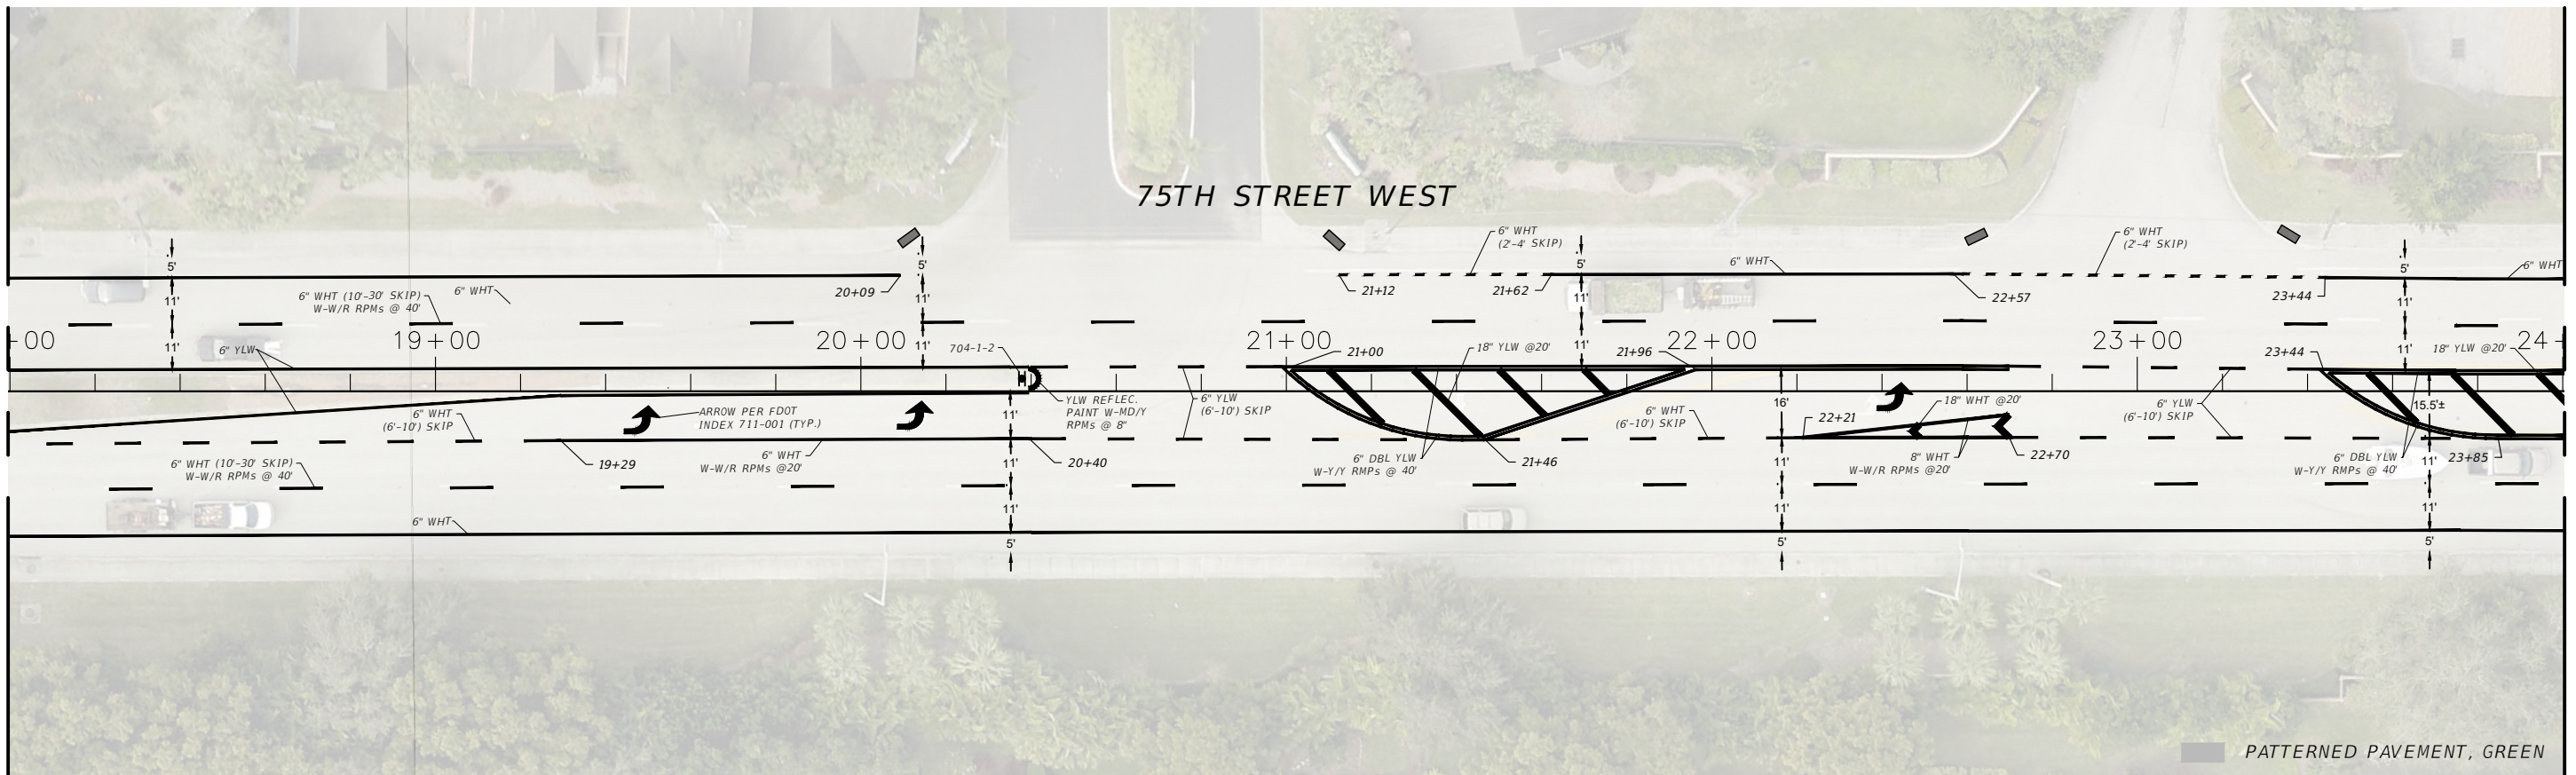 75TH STREET WEST
6" WHT
(2'-4' SKIP)
6" WHT
(2'-4' SKIP)
5'
5'
5'
5'
6" WHT
6" WHT
6" WHT (10'-30' SKIP)
W-W/R RPMs @ 40'
6" WHT
11'
11'
20+09
21+12
21+62
11'
22+57
23+44
11'
+00
19+00
20+00
21+00
22+00
23+00
24
6" YLW
11'
11'
704-1-2
21+00
18" YLW @20'
11'
21+96
23+44
11'
18" YLW @20'
6" WHT
(6'-10') SKIP
ARROW PER FDOT
INDEX 711-001 (TYP.)
11'
YLW REFLEC.
PAINT W-MD/Y
RPMs @ 8"
6" YLW
(6'-10') SKIP
6" WHT
(6'-10') SKIP
16'
22+21
18" WHT @20'
6" YLW
(6'-10') SKIP
15.5'±
6" WHT (10'-30' SKIP)
W-W/R RPMs @ 40'
19+29
6" WHT
W-W/R RPMs @20'
11'
20+40
6" DBL YLW
W-Y/Y RMPs @ 40'
21+46
11'
8" WHT
W-W/R RPMs @20'
22+70
6" DBL YLW
W-Y/Y RMPs @ 40'
11'
23+85
6" WHT
11'
11'
11'
5'
5'
5'
PATTERNED PAVEMENT, GREEN